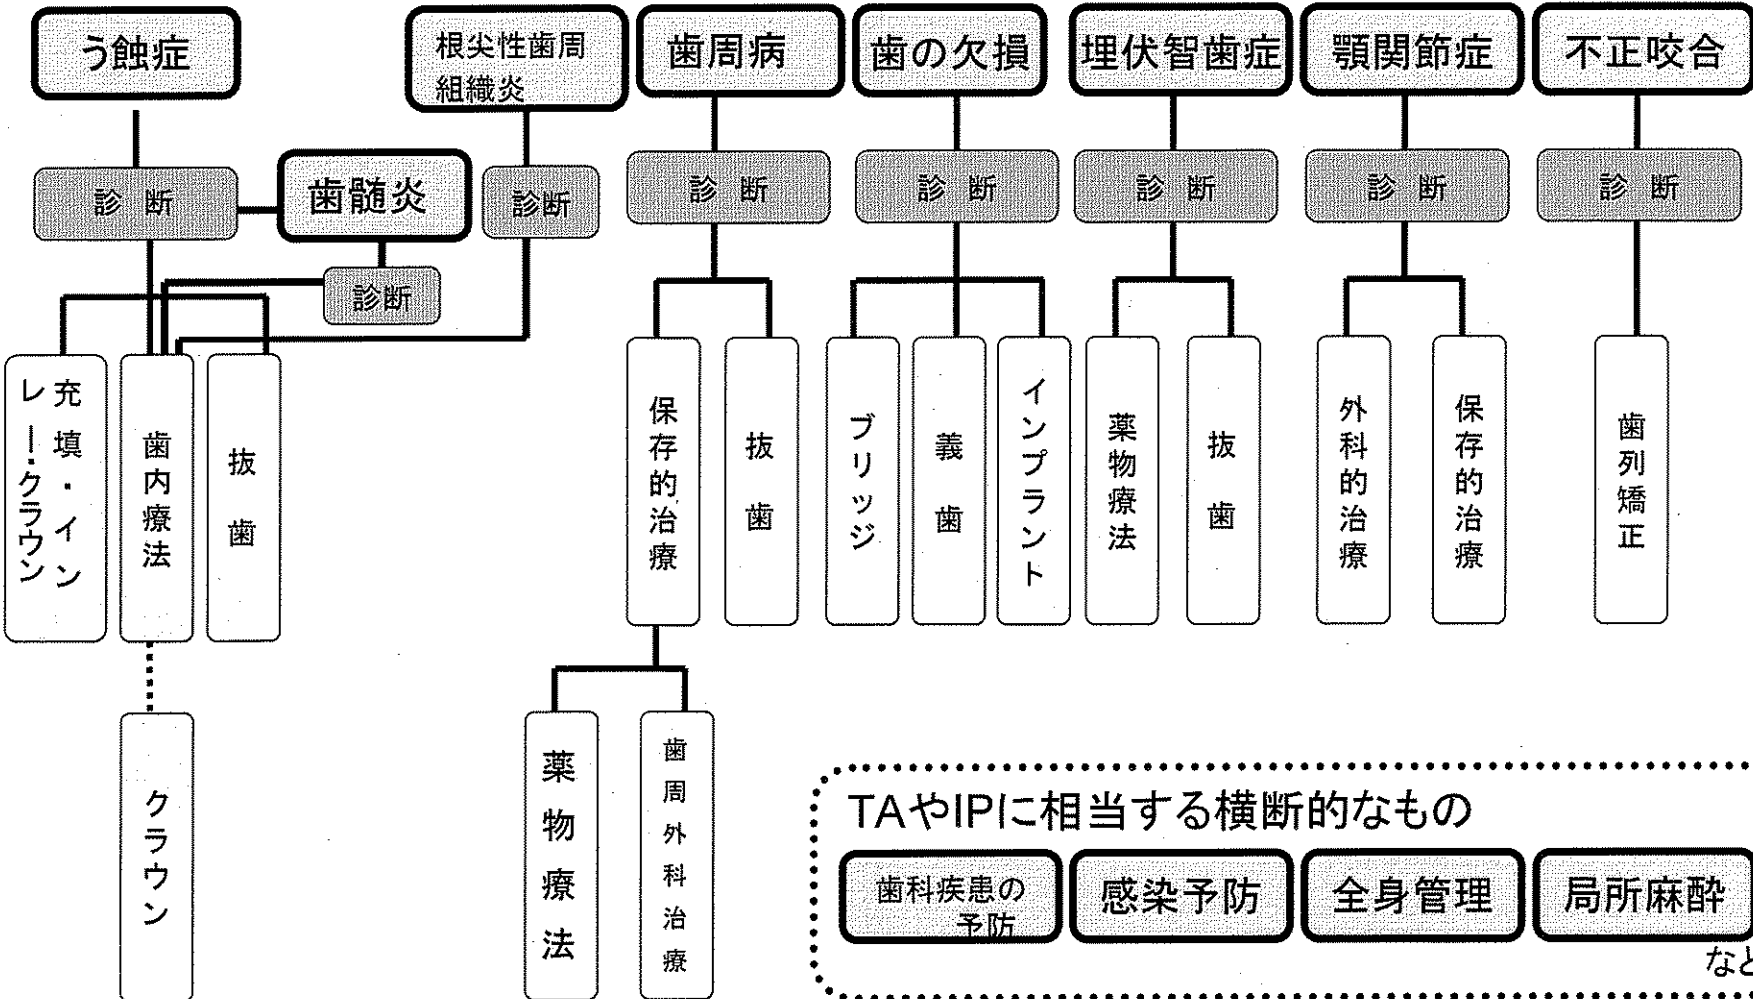 う蝕症
根尖性歯周
組織炎
歯周病
歯の欠損
埋伏智歯症
顎関節症
不正咬合
診 断
歯髄炎
診断
診 断
診 断
診 断
診 断
診 断
診断
充填・イン
レー・クラウン
歯内療法
抜 歯
保存的治療
抜 歯
ブリッジ
義 歯
インプラント
薬物療法
抜 歯
外科的治療
保存的治療
歯列矯正
クラウン
薬物療法
歯周外科治療
TAやIPに相当する横断的なもの
歯科疾患の
予防
感染予防
全身管理
局所麻酔
など